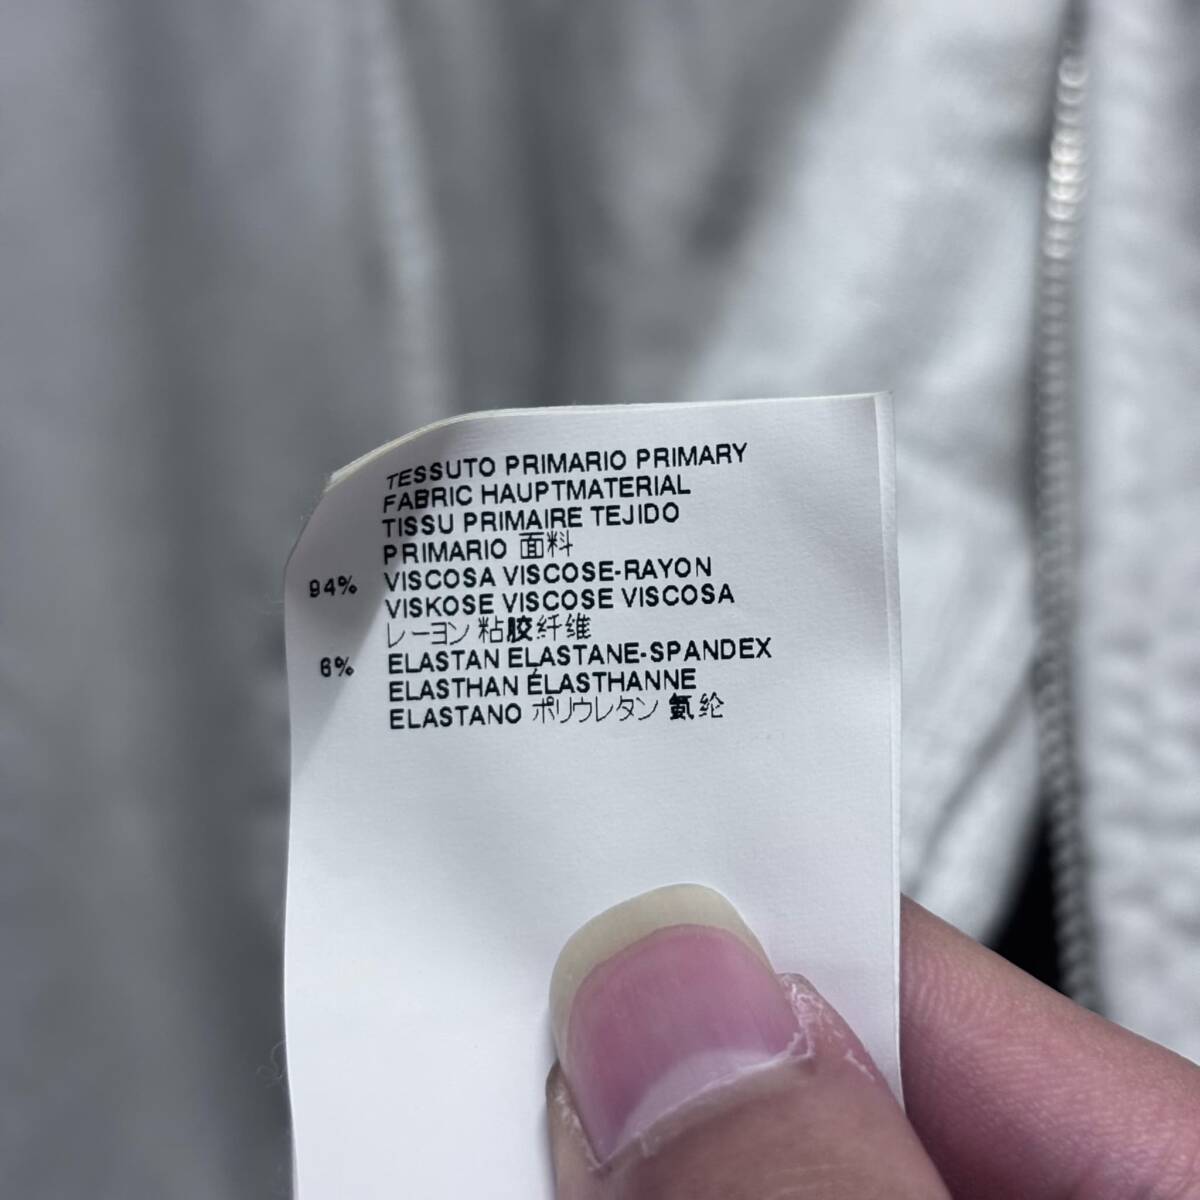 TESSUTO PRIMARIO PRIMARY
FABRIC HAUPTMATERIAL
TISSU PRIMAIRE TEJIDO
PRIMARIO 面料
94% VISCOSA VISCOSE-RAYON
VISKOSE VISCOSE VISCOSA
レーヨン 粘胶纤维
6% ELASTAN ELASTANE-SPANDEX
ELASTHAN ÉLASTHANNE
ELASTANO ポリウレタン 氨纶